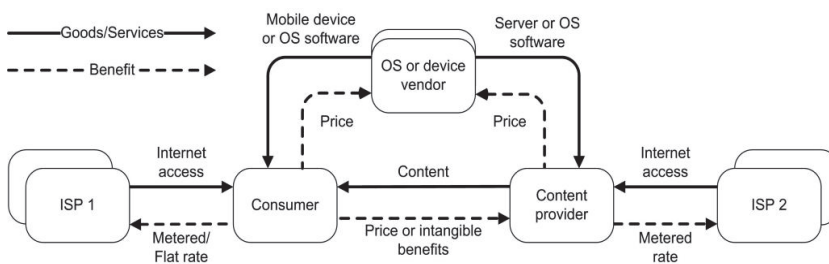 Goods/Services
Benefit
Mobile device
or OS software
Server or OS
software
OS or device
vendor
Price
Price
Internet
access
Content
Internet
access
ISP 1
Consumer
Content
provider
ISP 2
Metered/
Flat rate
Price or intangible
benefits
Metered
rate